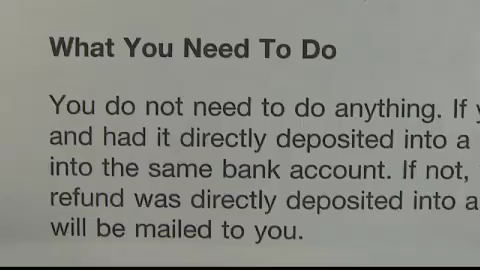 What You Need To Do
You do not need to do anything. If
and had it directly deposited into a
into the same bank account. If not,
refund was directly deposited into a
will be mailed to you.